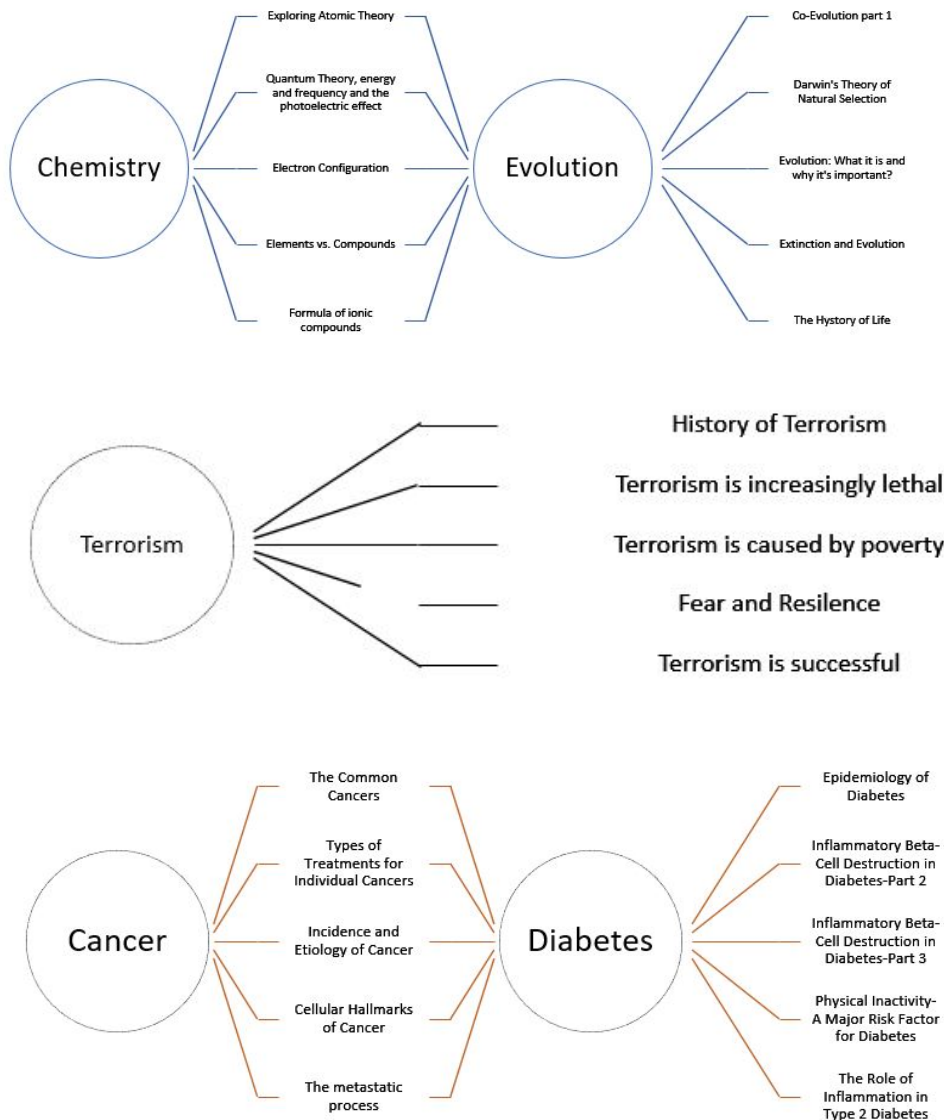 Chemistry
Exploring Atomic Theory
Quantum Theory, energy
and frequency and the
photoelectric effect
Electron Configuration
Elements vs. Compounds
Formula of ionic
compounds
Evolution
Co-Evolution part 1
Darwin's Theory of
Natural Selection
Evolution: What it is and
why it's important?
Extinction and Evolution
The Hystory of Life
Terrorism
History of Terrorism
Terrorism is increasingly lethal
Terrorism is caused by poverty
Fear and Resilence
Terrorism is successful
Cancer
The Common
Cancers
Types of
Treatments for
Individual Cancers
Incidence and
Etiology of Cancer
Cellular Hallmarks
of Cancer
The metastatic
process
Diabetes
Epidemiology of
Diabetes
Inflammatory Beta-
Cell Destruction in
Diabetes-Part 2
Inflammatory Beta-
Cell Destruction in
Diabetes-Part 3
Physical Inactivity-
A Major Risk Factor
for Diabetes
The Role of
Inflammation in
Type 2 Diabetes